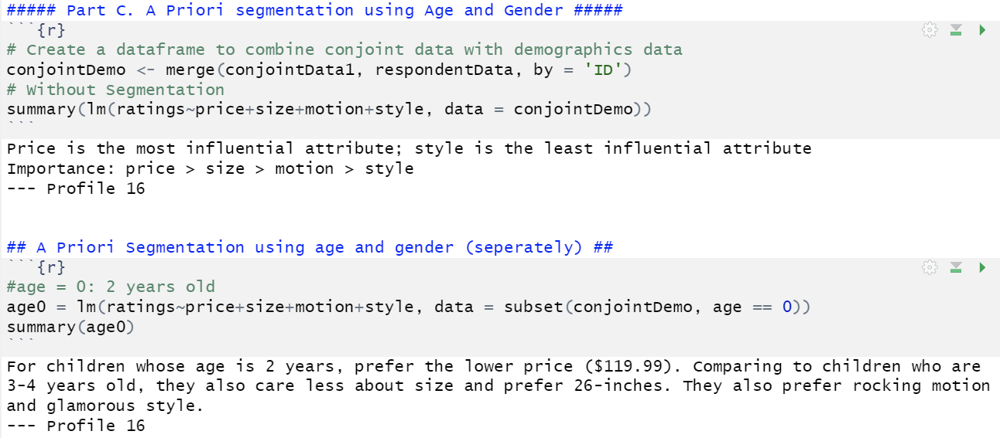 ##### Part C. A Priori segmentation using Age and Gender #####
```{r}
# Create a dataframe to combine conjoint data with demographics data
conjointDemo <- merge(conjointData1, respondentData, by = 'ID')
# Without Segmentation
summary(lm(ratings~price+size+motion+style, data = conjointDemo))
```
Price is the most influential attribute; style is the least influential attribute
Importance: price > size > motion > style
--- Profile 16
## A Priori Segmentation using age and gender (seperately) ##
```{r}
#age = 0: 2 years old
age0 = lm(ratings~price+size+motion+style, data = subset(conjointDemo, age == 0))
summary(age0)
```
For children whose age is 2 years, prefer the lower price ($119.99). Comparing to children who are
3-4 years old, they also care less about size and prefer 26-inches. They also prefer rocking motion
and glamorous style.
--- Profile 16